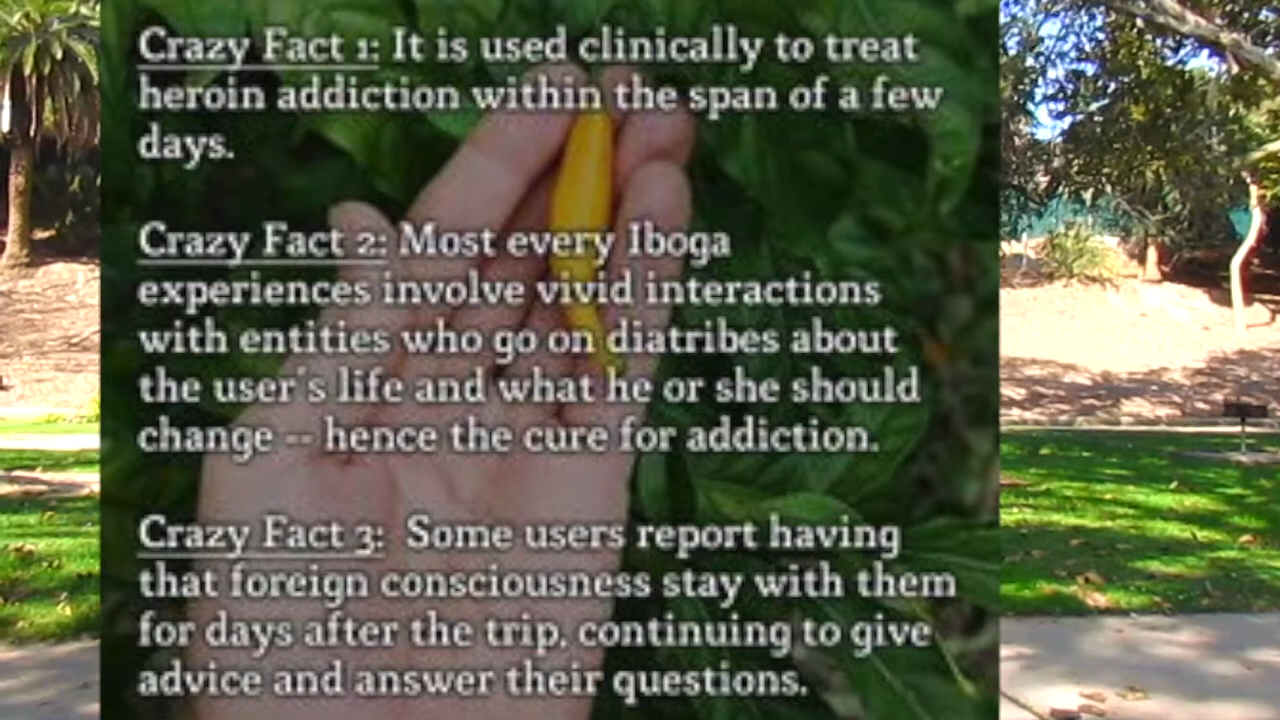 Crazy Fact 1: It is used clinically to treat
heroin addiction within the span of a few
days.
Crazy Fact 2: Most every Iboga
experiences involve vivid interactions
with entities who go on diatribes about
the user's life and what he or she should
change -- hence the cure for addiction.
Crazy Fact 3: Some users report having
that foreign consciousness stay with them
for days after the trip, continuing to give
advice and answer their questions.